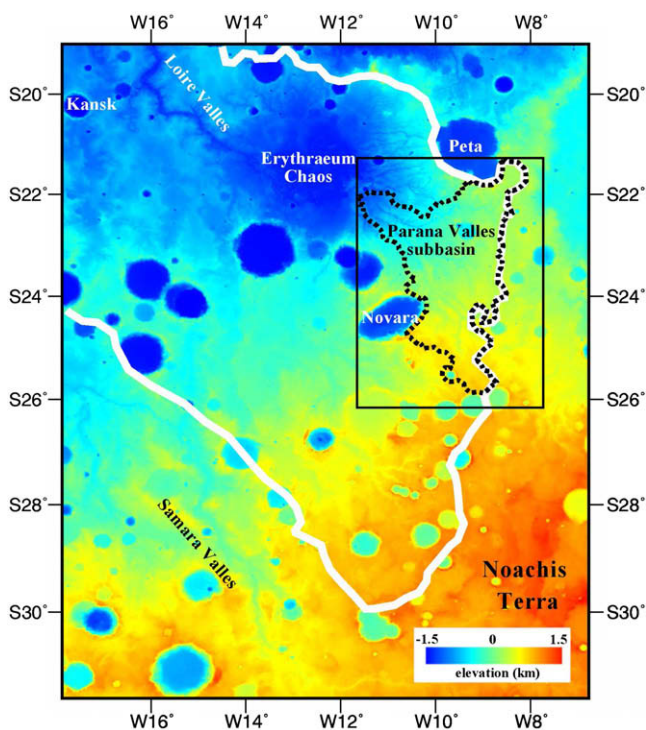 W16° W14° W12° W10° W8°
S20° S20°
Loire Valles
Kansk
Peta
Erythraeum
Chaos
S22° S22°
Parana Valles
subbasin
S24° S24°
Novara
S26° S26°
S28° S28°
Samara Valles
Noachis
Terra
S30° S30°
-1.5 0 1.5
elevation (km)
W16° W14° W12° W10° W8°